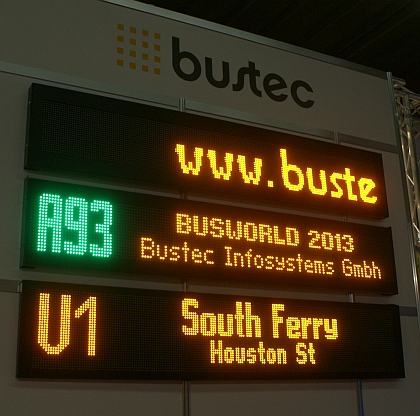 bustec
www.buste
A93 BUSWORLD 2013
Bustec Infosystems Gmbh
U1 South Ferry
Houston St